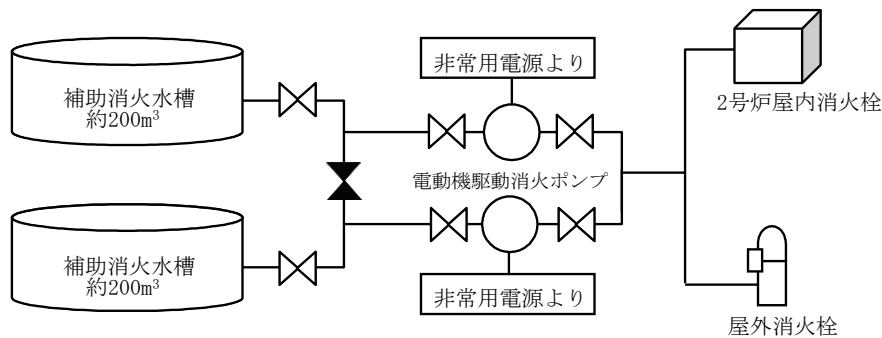 非常用電源より
補助消火水槽
約200m³
2号炉屋内消火栓
電動機駆動消火ポンプ
補助消火水槽
約200m³
非常用電源より
屋外消火栓